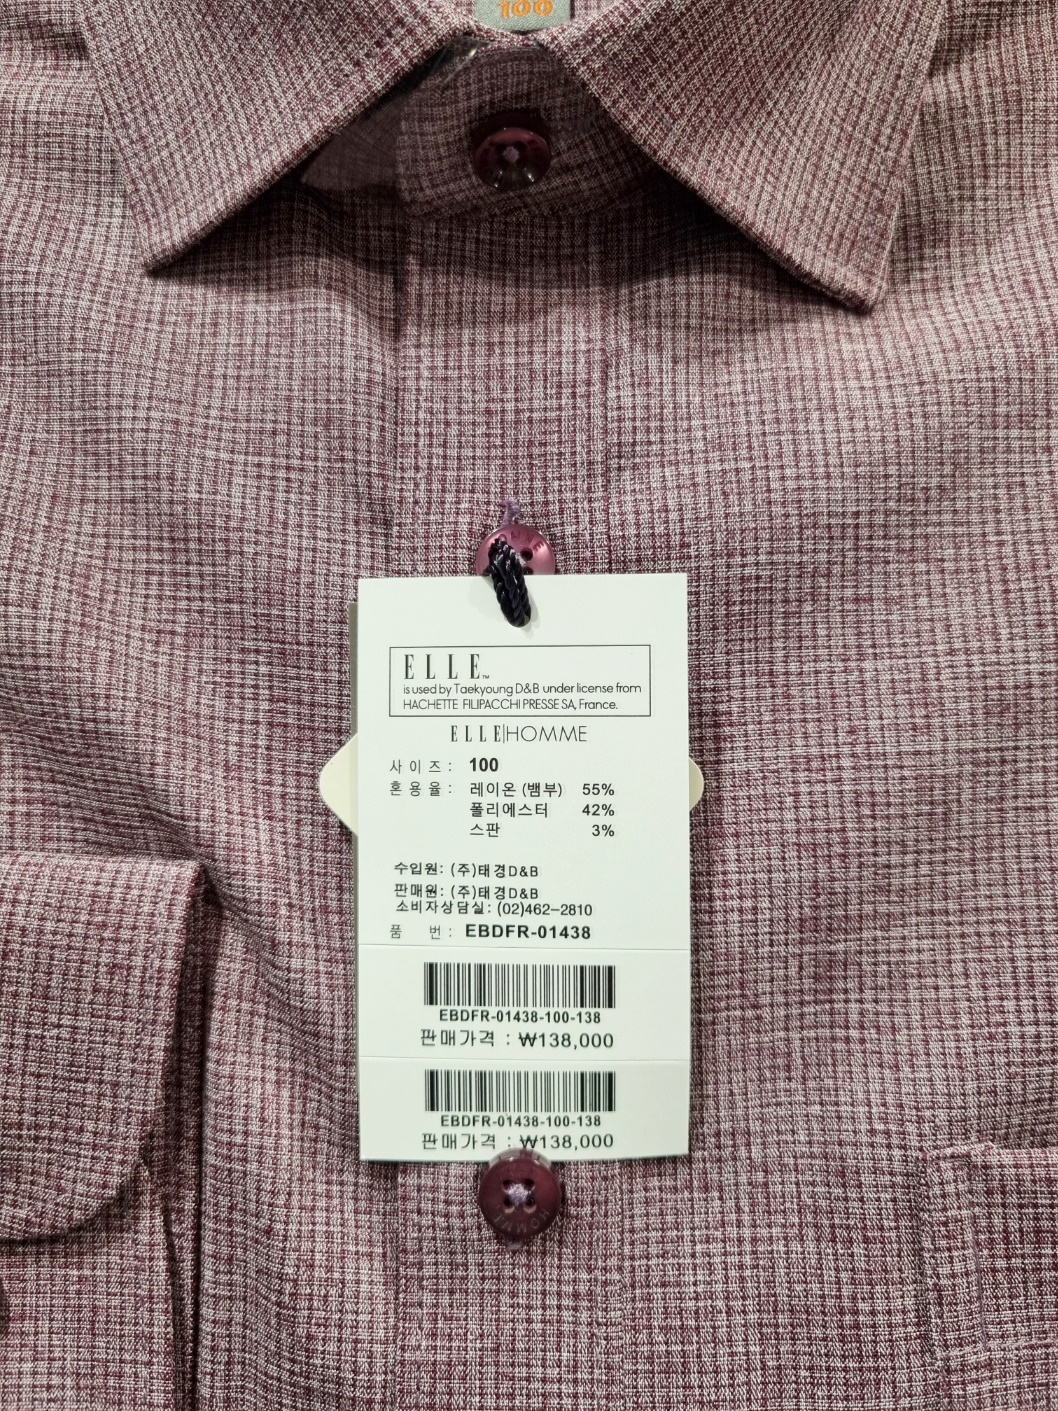 100
ELLE™
is used by Taekyoung D&B under license from
HACHETTE FILIPACCHI PRESSE SA, France.
ELLE|HOMME
사 이 즈 : 100
혼 용 율 : 레이온 (뱀부) 55%
폴리에스터 42%
스판 3%
수입원: (주)태경D&B
판매원: (주)태경D&B
소비자상담실: (02)462-2810
품 번 : EBDFR-01438
EBDFR-01438-100-138
판매가격 : ₩138,000
EBDFR-01438-100-138
판매가격 : ₩138,000